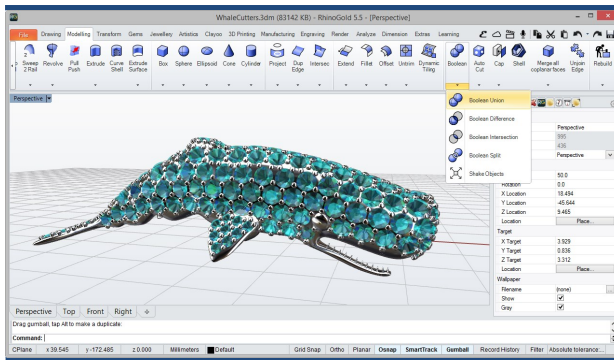 WhaleCutters.3dm (83142 KB) - RhinoGold 5.5 - [Perspective]
File Drawing Modelling Transform Gems Jewellery Artistics Clayoo 3D Printing Manufacturing Engraving Render Analyze Dimension Extras Learning
Sweep 2 Rail Revolve Pull Push Extrude Curve Shell Extrude Surface Box Sphere Ellipsoid Cone Cylinder Project Dup Edge Intersec Extend Fillet Offset Untrim Dynamic Tiling Boolean Auto Cut Cap Shell Merge all coplanar faces Unjoin Edge Rebuild
Perspective
Boolean Union
Boolean Difference
Boolean Intersection
Boolean Split
Shake Objects
Perspective
995
436
Perspective
50.0
Rotation 0.0
X Location 18.494
Y Location -45.644
Z Location 9.465
Location Place...
Target
X Target 3.929
Y Target 0.836
Z Target 3.312
Location Place...
Wallpaper
Filename (none)
Show
Gray
Perspective Top Front Right
Drag gumball, tap Alt to make a duplicate:
Command:
CPlane x 39.545 y -172.485 z 0.000 Millimeters Default Grid Snap Ortho Planar Osnap SmartTrack Gumball Record History Filter Absolute tolerance:...